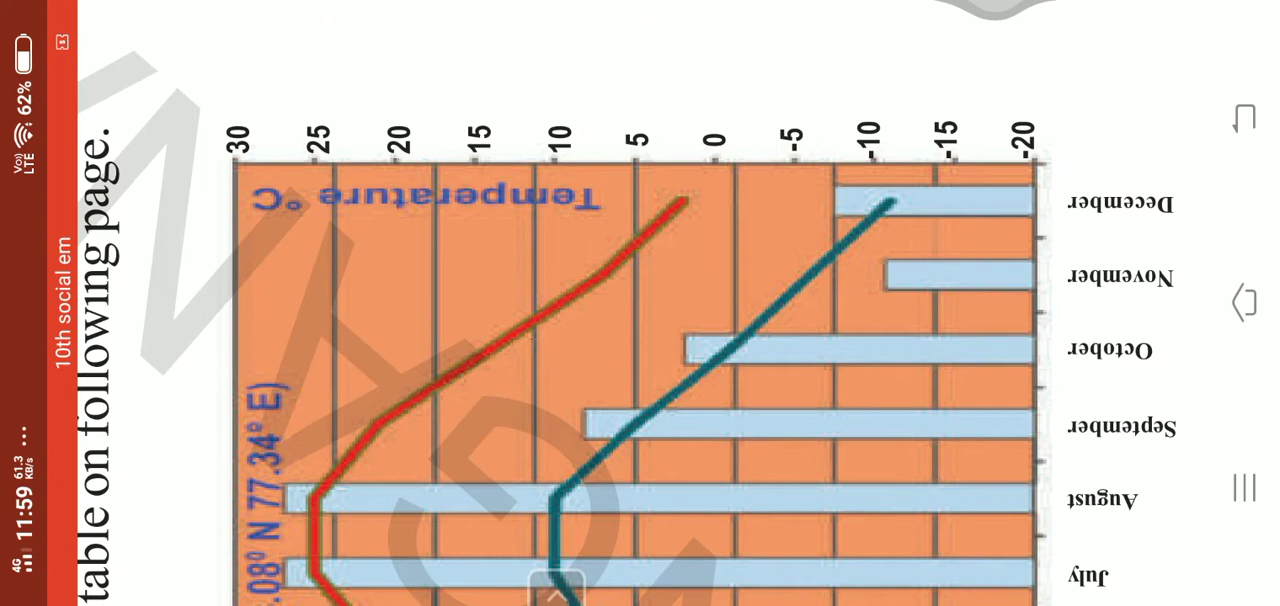 4G 11:59 61.3 KB/s ... Vo)) LTE 62%
10th social em
table on following page.
.08° N 77.34° E)
Temperature °C
30
25
20
15
10
5
0
-5
-10
-15
-20
July
August
September
October
November
December